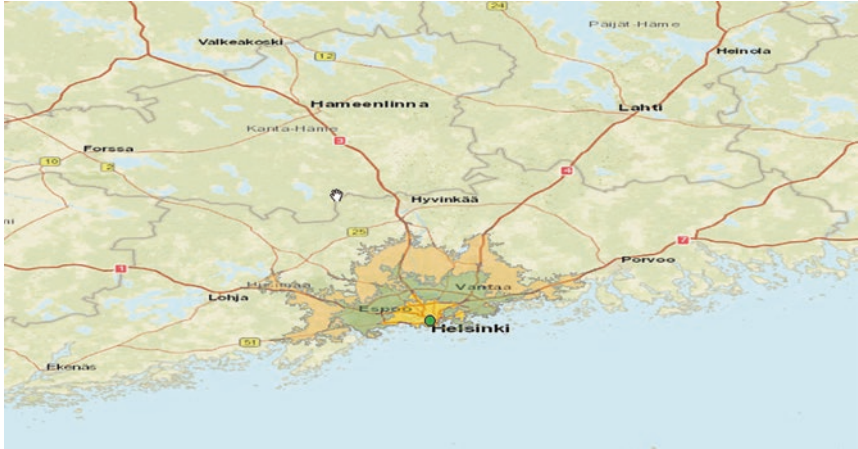 24
Päijät-Häme
Valkeakoski
12
Heinola
Hameenlinna
Lahti
Kanta-Häme
3
Forssa
10
2
4
Hyvinkää
ni
25
7
Porvoo
1
Vantaa
Lohja
Espoo
Helsinki
51
Ekenäs